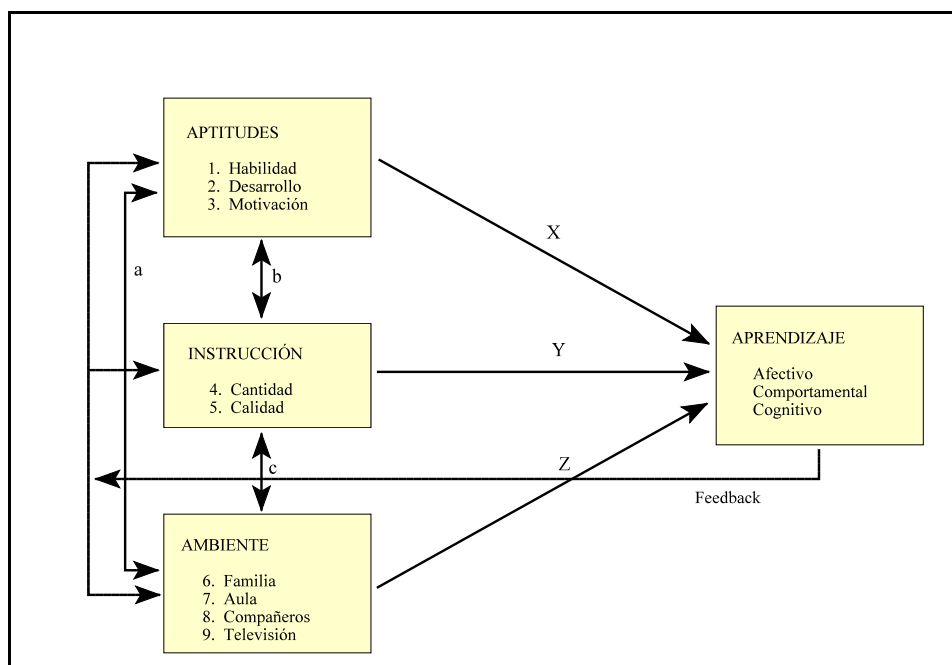 APTITUDES
1. Habilidad
2. Desarrollo
3. Motivación
X
a
b
INSTRUCCIÓN
4. Cantidad
5. Calidad
Y
APRENDIZAJE
Afectivo
Comportamental
Cognitivo
c
Z
Feedback
AMBIENTE
6. Familia
7. Aula
8. Compañeros
9. Televisión